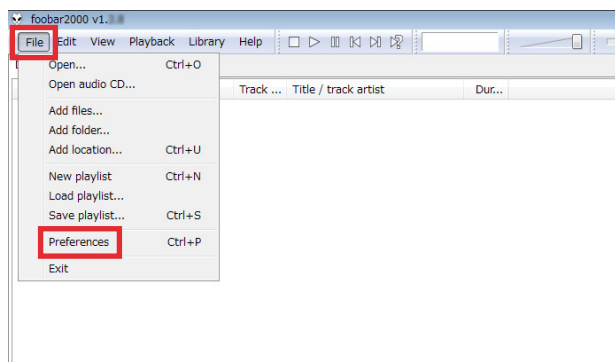 foobar2000 v1.
File Edit View Playback Library Help
Open... Ctrl+O
Open audio CD...
Track ... Title / track artist Dur...
Add files...
Add folder...
Add location... Ctrl+U
New playlist Ctrl+N
Load playlist...
Save playlist... Ctrl+S
Preferences Ctrl+P
Exit